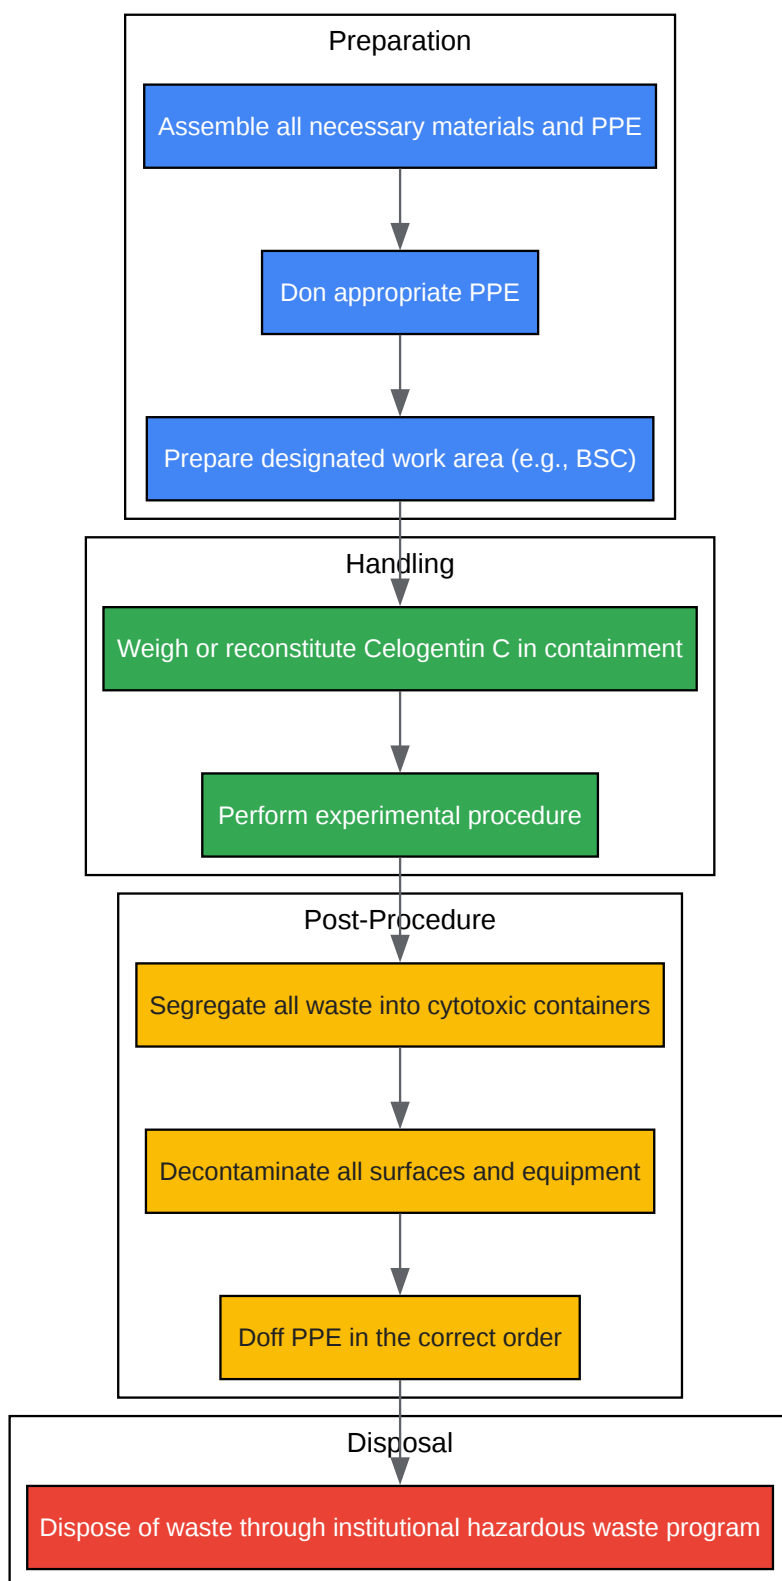 Preparation
Assemble all necessary materials and PPE
Don appropriate PPE
Prepare designated work area (e.g., BSC)
Handling
Weigh or reconstitute Celogentin C in containment
Perform experimental procedure
Post-Procedure
Segregate all waste into cytotoxic containers
Decontaminate all surfaces and equipment
Doff PPE in the correct order
Disposal
Dispose of waste through institutional hazardous waste program